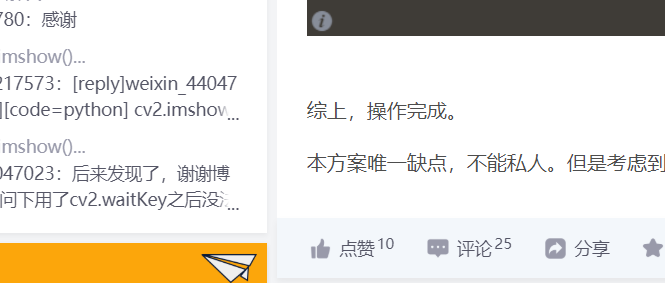 780：感谢
imshow()...
217573：[reply]weixin_44047
][code=python] cv2.imshow
...
imshow()...
047023：后来发现了，谢谢博
问下用了cv2.waitKey之后没
...
综上，操作完成。
本方案唯一缺点，不能私人。但是考虑到
点赞10 评论25 分享